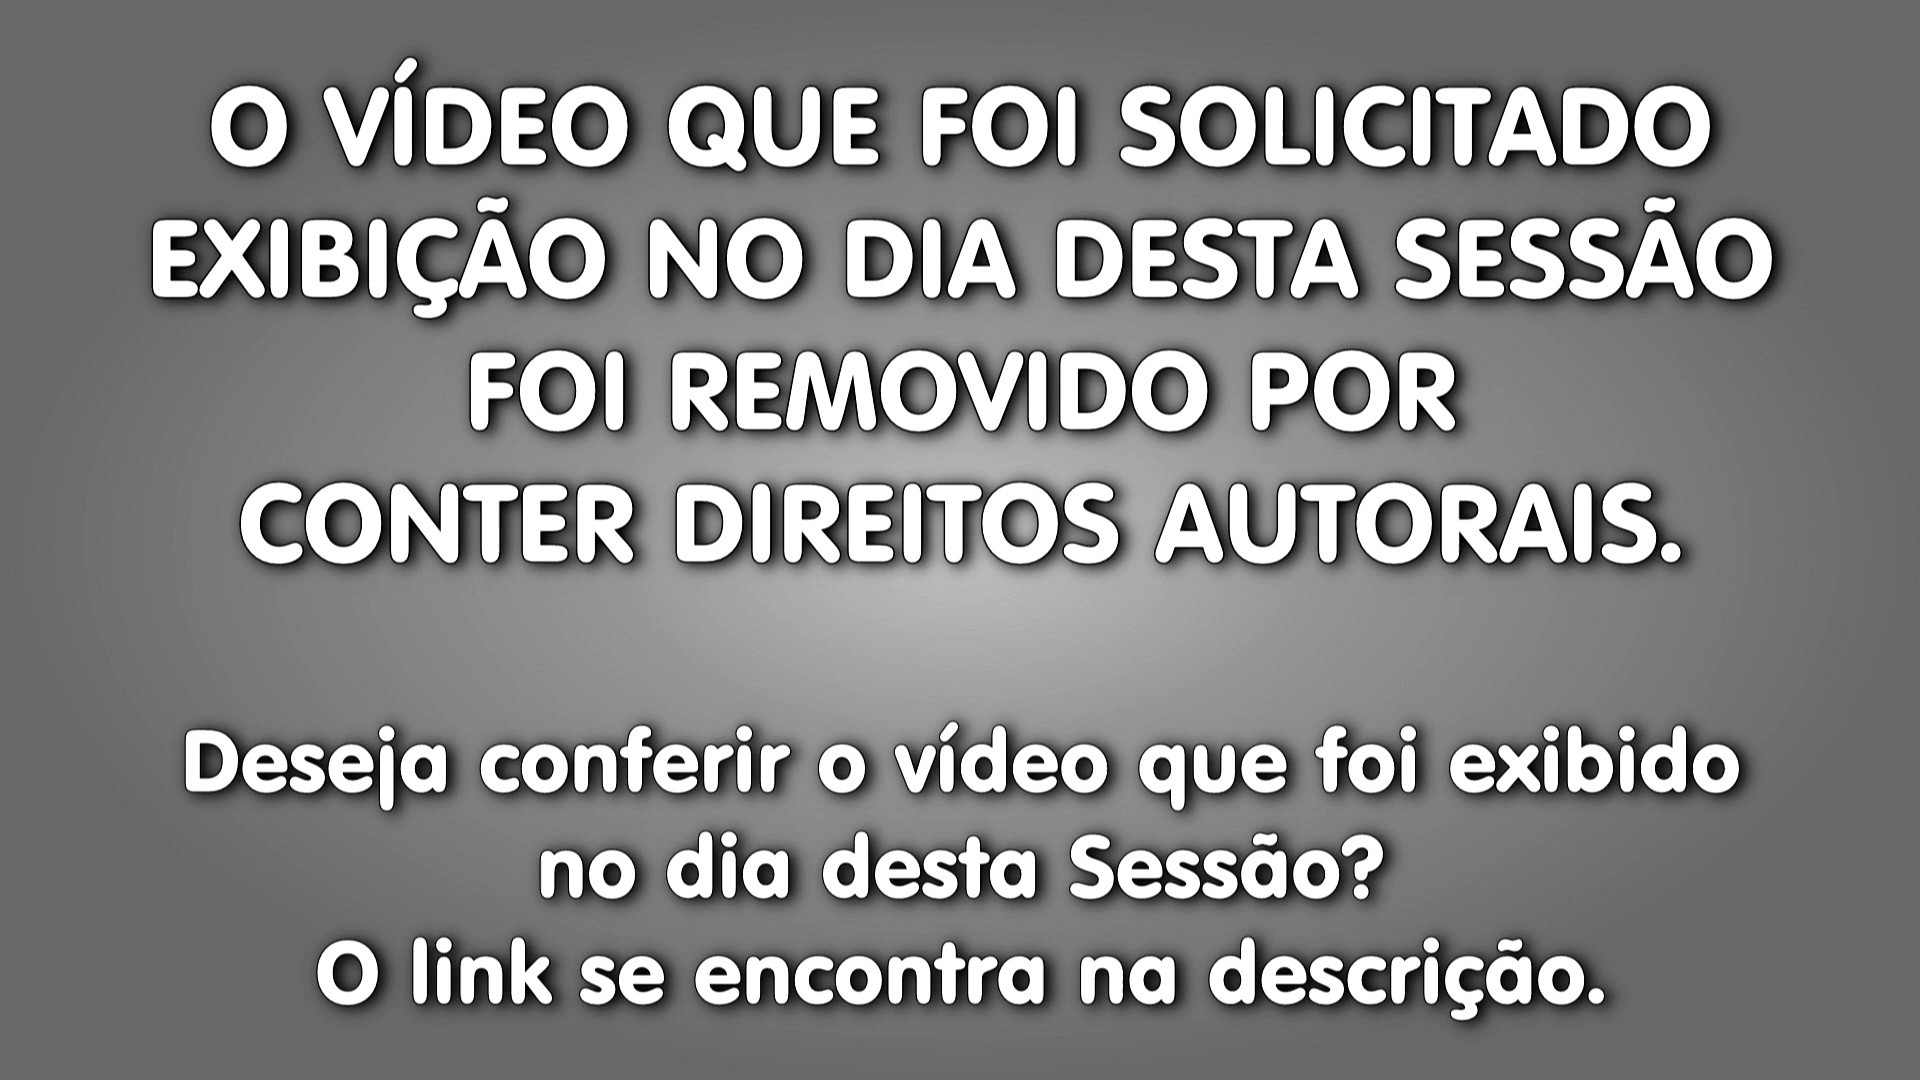 O VÍDEO QUE FOI SOLICITADO
EXIBIÇÃO NO DIA DESTA SESSÃO
FOI REMOVIDO POR
CONTER DIREITOS AUTORAIS.
Deseja conferir o vídeo que foi exibido
no dia desta Sessão?
O link se encontra na descrição.